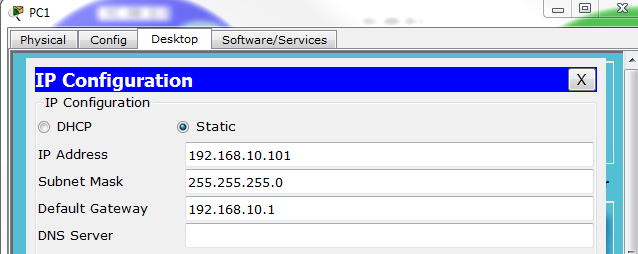 PC1
Physical Config Desktop Software/Services
IP Configuration X
IP Configuration
DHCP Static
IP Address 192.168.10.101
Subnet Mask 255.255.255.0
Default Gateway 192.168.10.1
DNS Server